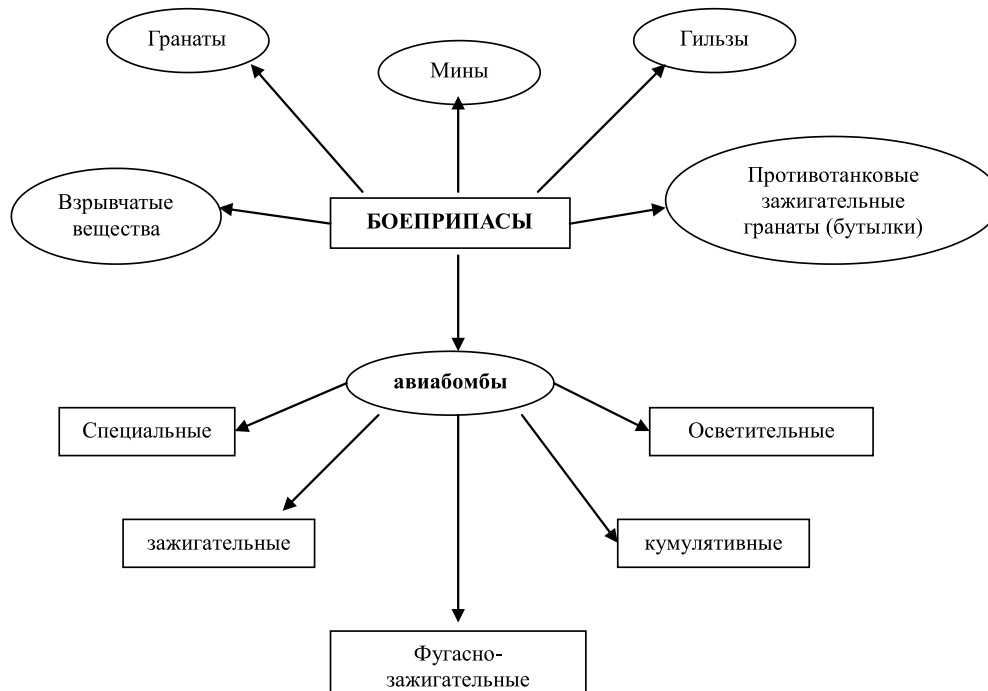 Гранаты
Мины
Гильзы
Взрывчатые
вещества
БОЕПРИПАСЫ
Противотанковые
зажигательные
гранаты (бутылки)
авиабомбы
Специальные
Осветительные
зажигательные
кумулятивные
Фугасно-
зажигательные